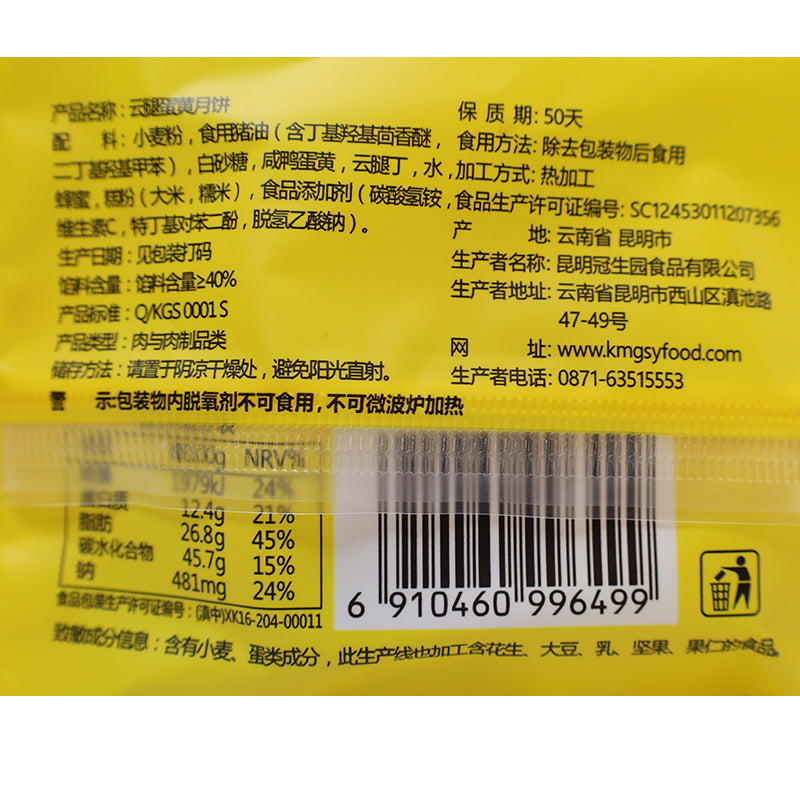 产品名称：云腿蛋黄月饼
配　　料：小麦粉，食用猪油（含丁基羟基茴香醚，
二丁基羟基甲苯），白砂糖，咸鸭蛋黄，云腿丁，水，
蜂蜜，糕粉（大米，糯米），食品添加剂（碳酸氢铵，
维生素C，特丁基对苯二酚，脱氢乙酸钠）。
生产日期：见包装打码
馅料含量：馅料含量≥40%
产品标准：Q/KGS 0001 S
产品类型：肉与肉制品类
储存方法：请置于阴凉干燥处，避免阳光直射。
保 质 期：50天
食用方法：除去包装物后食用
加工方式：热加工
食品生产许可证编号：SC12453011207356
产　　地：云南省 昆明市
生产者名称：昆明冠生园食品有限公司
生产者地址：云南省昆明市西山区滇池路
47-49号
网　　址：www.kmgsyfood.com
生产者电话：0871-63515553
警　示：包装物内脱氧剂不可食用，不可微波炉加热
NRV%
1979kJ 24%
蛋白质 12.4g 21%
脂肪 26.8g 45%
碳水化合物 45.7g 15%
钠 481mg 24%
食品包装生产许可证编号：(滇中)XK16-204-00011
6 910460 996499
致敏成分信息：含有小麦、蛋类成分，此生产线也加工含花生、大豆、乳、坚果、果仁的食品。